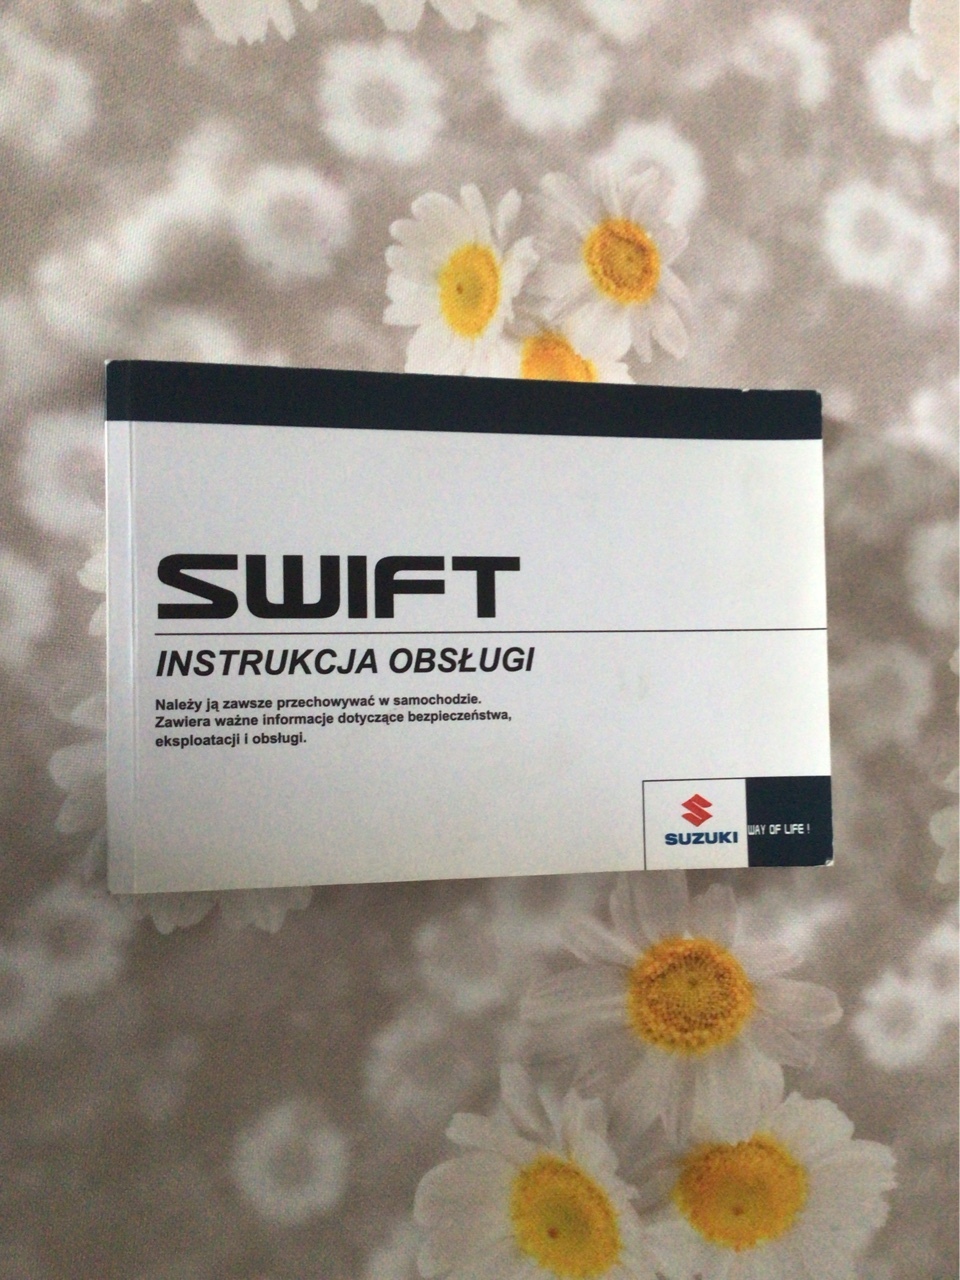 SWIFT
INSTRUKCJA OBSŁUGI
Należy ją zawsze przechowywać w samochodzie.
Zawiera ważne informacje dotyczące bezpieczeństwa,
eksploatacji i obsługi.
SUZUKI
WAY OF LIFE !